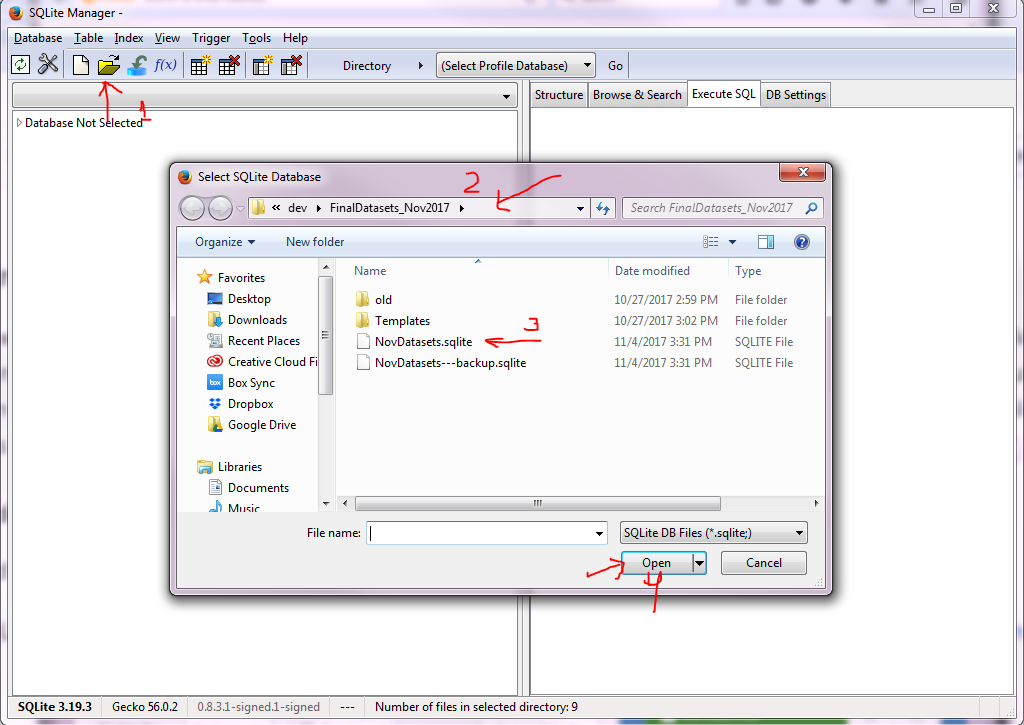 SQLite Manager -
Database Table Index View Trigger Tools Help
f(x) Directory (Select Profile Database) Go
Structure Browse & Search Execute SQL DB Settings
1
Database Not Selected
Select SQLite Database
2
« dev FinalDatasets_Nov2017 Search FinalDatasets_Nov2017
Organize New folder
Name Date modified Type
Favorites
Desktop
Downloads
Recent Places
Creative Cloud Fi
box Box Sync
Dropbox
Google Drive
Libraries
Documents
Music
old 10/27/2017 2:59 PM File folder
Templates 10/27/2017 3:02 PM File folder
3
NovDatasets.sqlite 11/4/2017 3:31 PM SQLITE File
NovDatasets---backup.sqlite 11/4/2017 3:31 PM SQLITE File
File name: SQLite DB Files (*.sqlite;)
Open Cancel
4
SQLite 3.19.3 Gecko 56.0.2 0.8.3.1-signed.1-signed --- Number of files in selected directory: 9